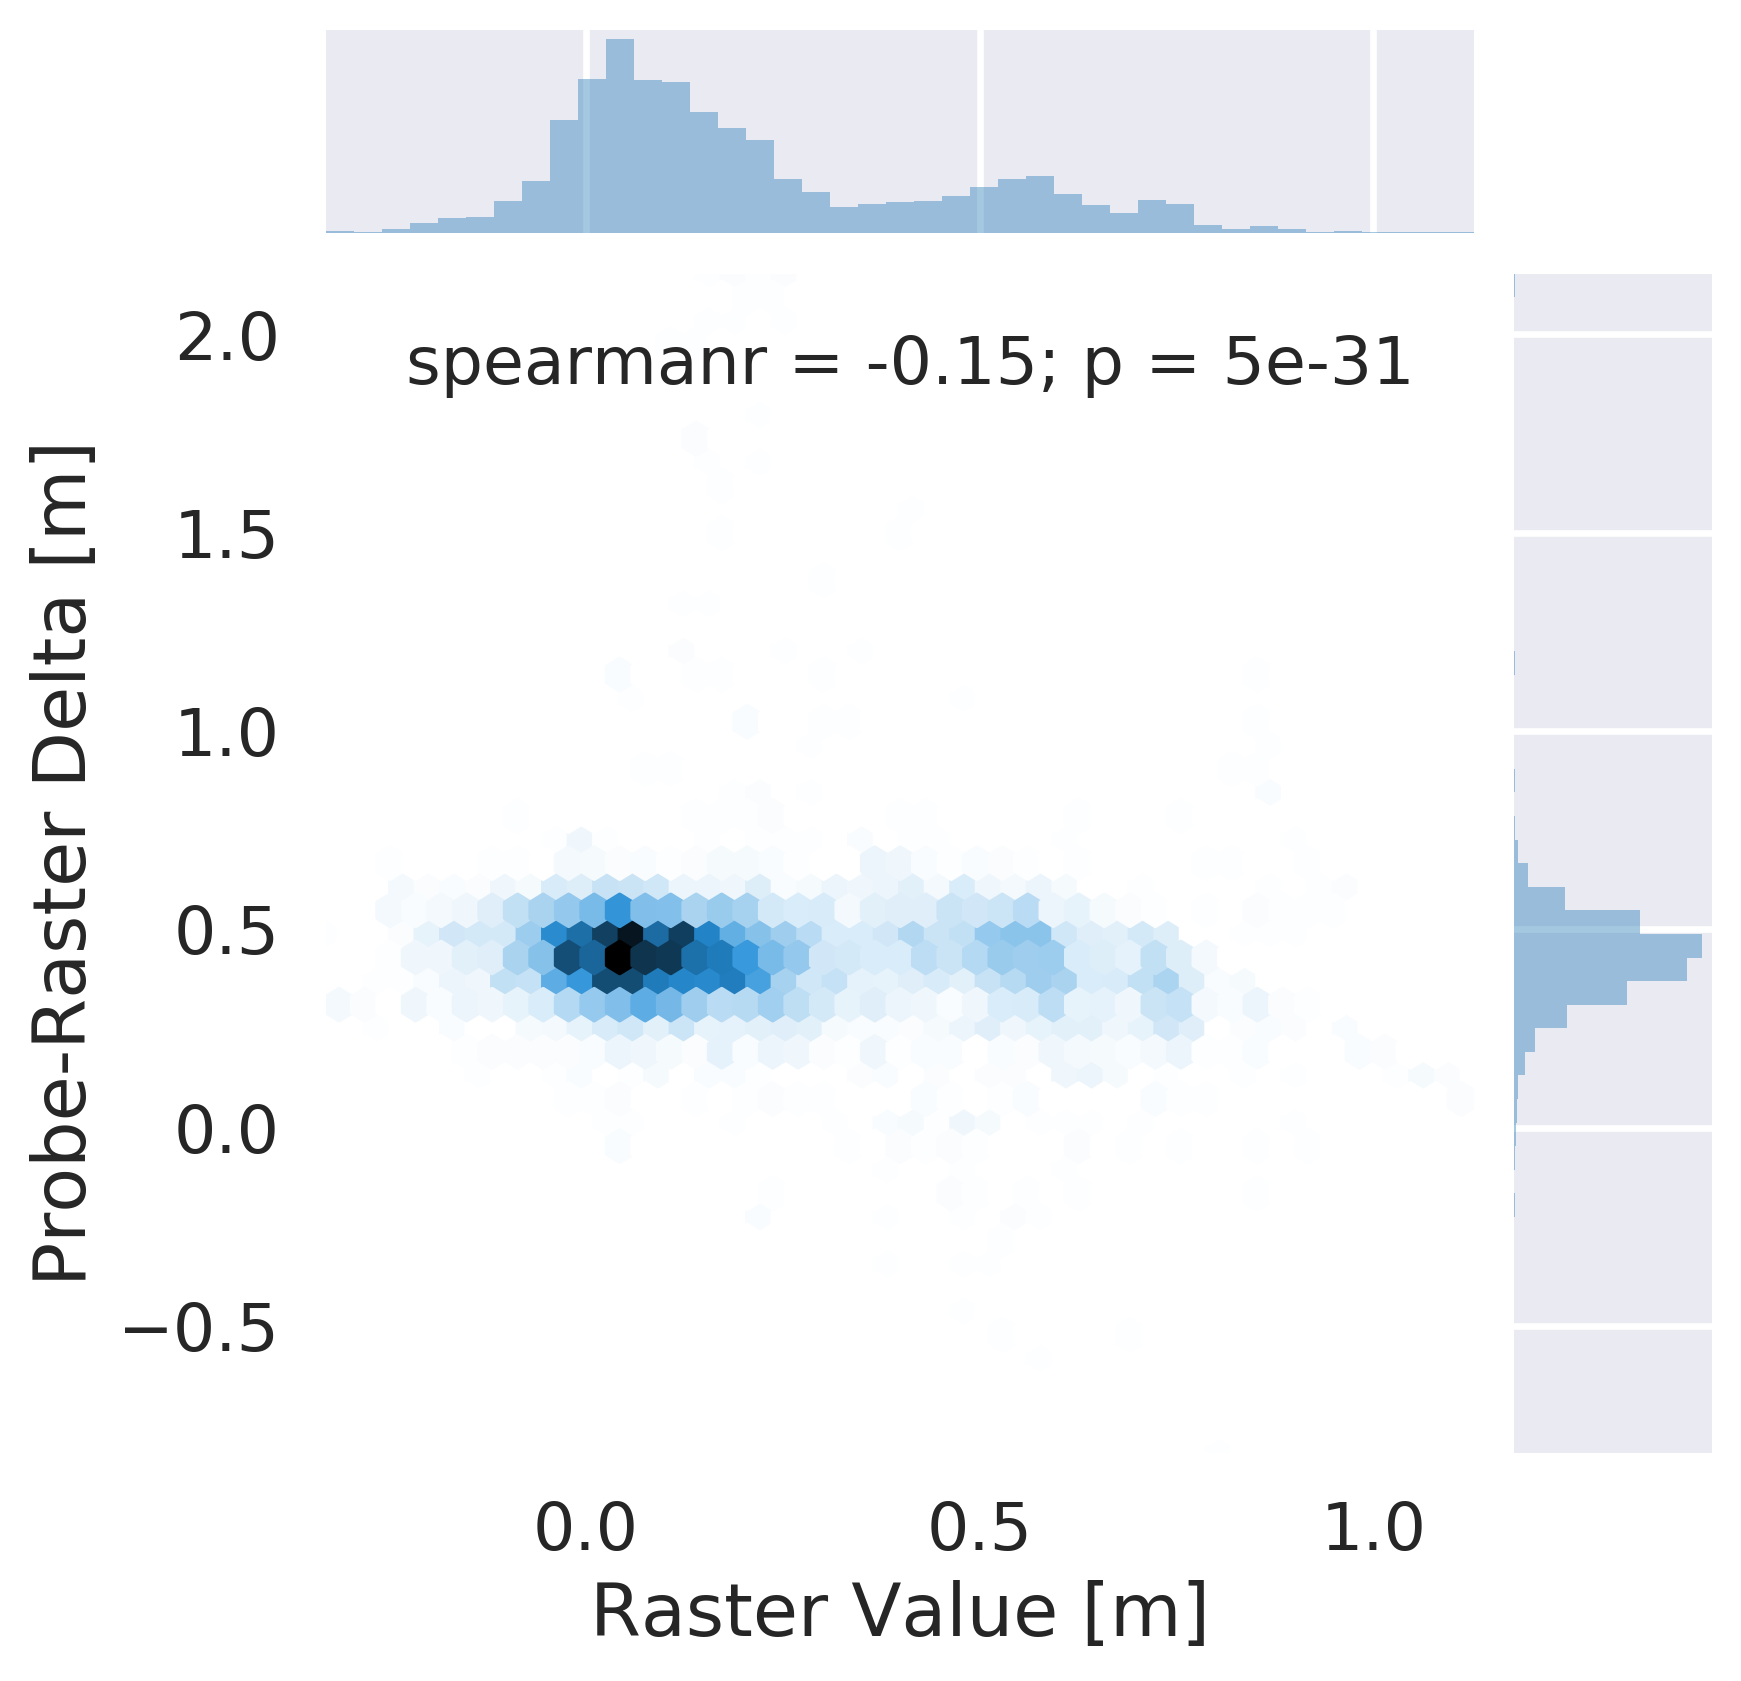 spearmanr = -0.15; p = 5e-31
2.0
1.5
1.0
0.5
0.0
−0.5
Probe-Raster Delta [m]
0.0 0.5 1.0
Raster Value [m]